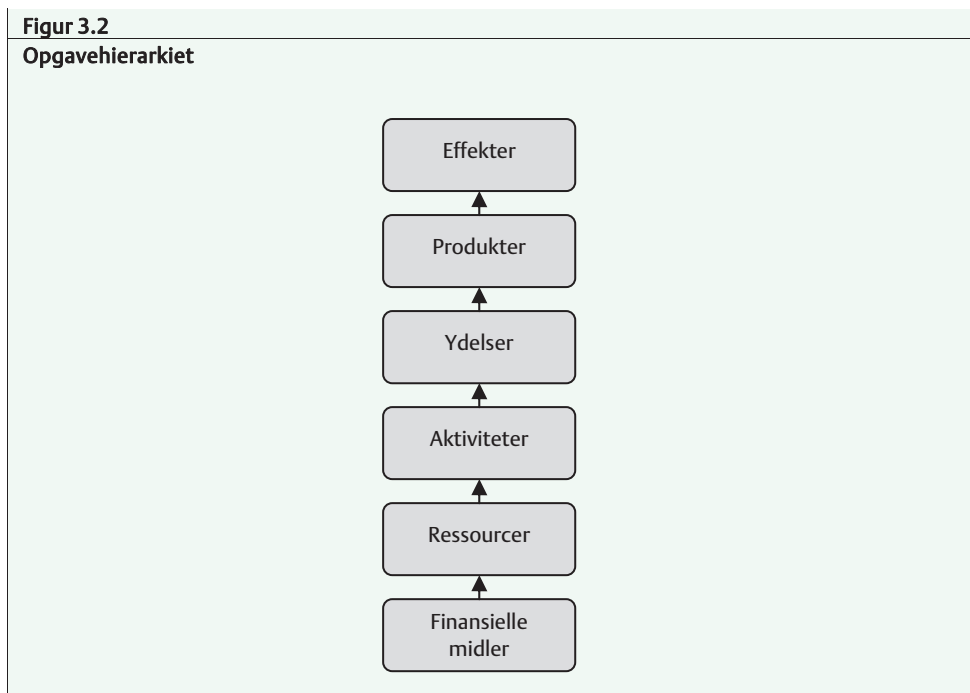 Figur 3.2
Opgavehierarkiet
Effekter
Produkter
Ydelser
Aktiviteter
Ressourcer
Finansielle
midler